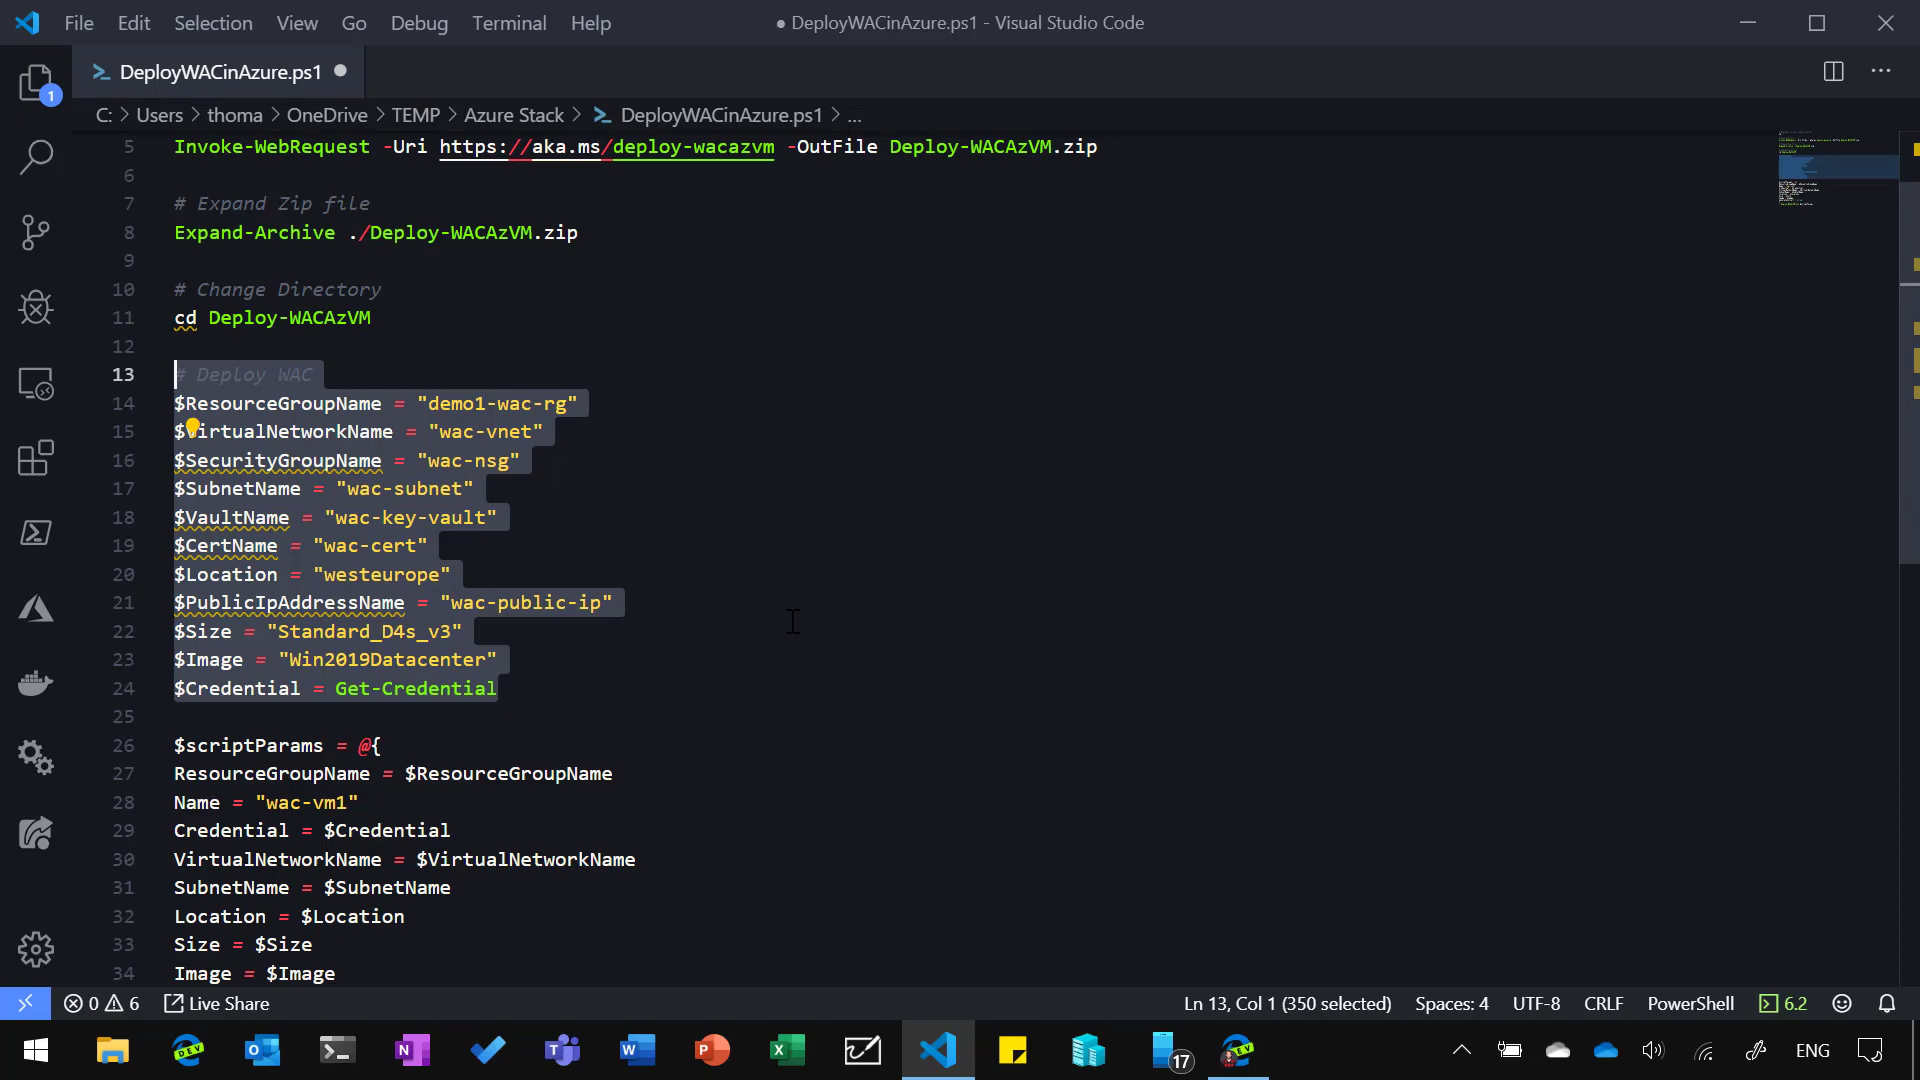 File Edit Selection View Go Debug Terminal Help
● DeployWACinAzure.ps1 - Visual Studio Code
DeployWACinAzure.ps1 ●
C: > Users > thoma > OneDrive > TEMP > Azure Stack > DeployWACinAzure.ps1 > ...
5 Invoke-WebRequest -Uri https://aka.ms/deploy-wacazvm -OutFile Deploy-WACAzVM.zip
6
7 # Expand Zip file
8 Expand-Archive ./Deploy-WACAzVM.zip
9
10 # Change Directory
11 cd Deploy-WACAzVM
12
13 # Deploy WAC
14 $ResourceGroupName = "demo1-wac-rg"
15 $VirtualNetworkName = "wac-vnet"
16 $SecurityGroupName = "wac-nsg"
17 $SubnetName = "wac-subnet"
18 $VaultName = "wac-key-vault"
19 $CertName = "wac-cert"
20 $Location = "westeurope"
21 $PublicIpAddressName = "wac-public-ip"
22 $Size = "Standard_D4s_v3"
23 $Image = "Win2019Datacenter"
24 $Credential = Get-Credential
25
26 $scriptParams = @{
27 ResourceGroupName = $ResourceGroupName
28 Name = "wac-vm1"
29 Credential = $Credential
30 VirtualNetworkName = $VirtualNetworkName
31 SubnetName = $SubnetName
32 Location = $Location
33 Size = $Size
34 Image = $Image
1
0 6 Live Share
Ln 13, Col 1 (350 selected) Spaces: 4 UTF-8 CRLF PowerShell 6.2
DEV
17
EV
ENG